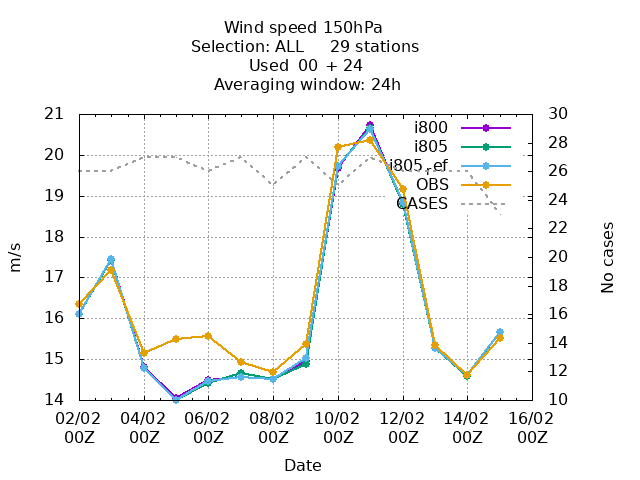 Wind speed 150hPa
Selection: ALL     29 stations
Used  00  + 24
Averaging window: 24h
m/s
21
20
19
18
17
16
15
14
30
28
26
24
22
20
18
16
14
12
10
No cases
i800
i805
i805_ef
OBS
CASES
02/02 04/02 06/02 08/02 10/02 12/02 14/02 16/02
00Z 00Z 00Z 00Z 00Z 00Z 00Z 00Z
Date